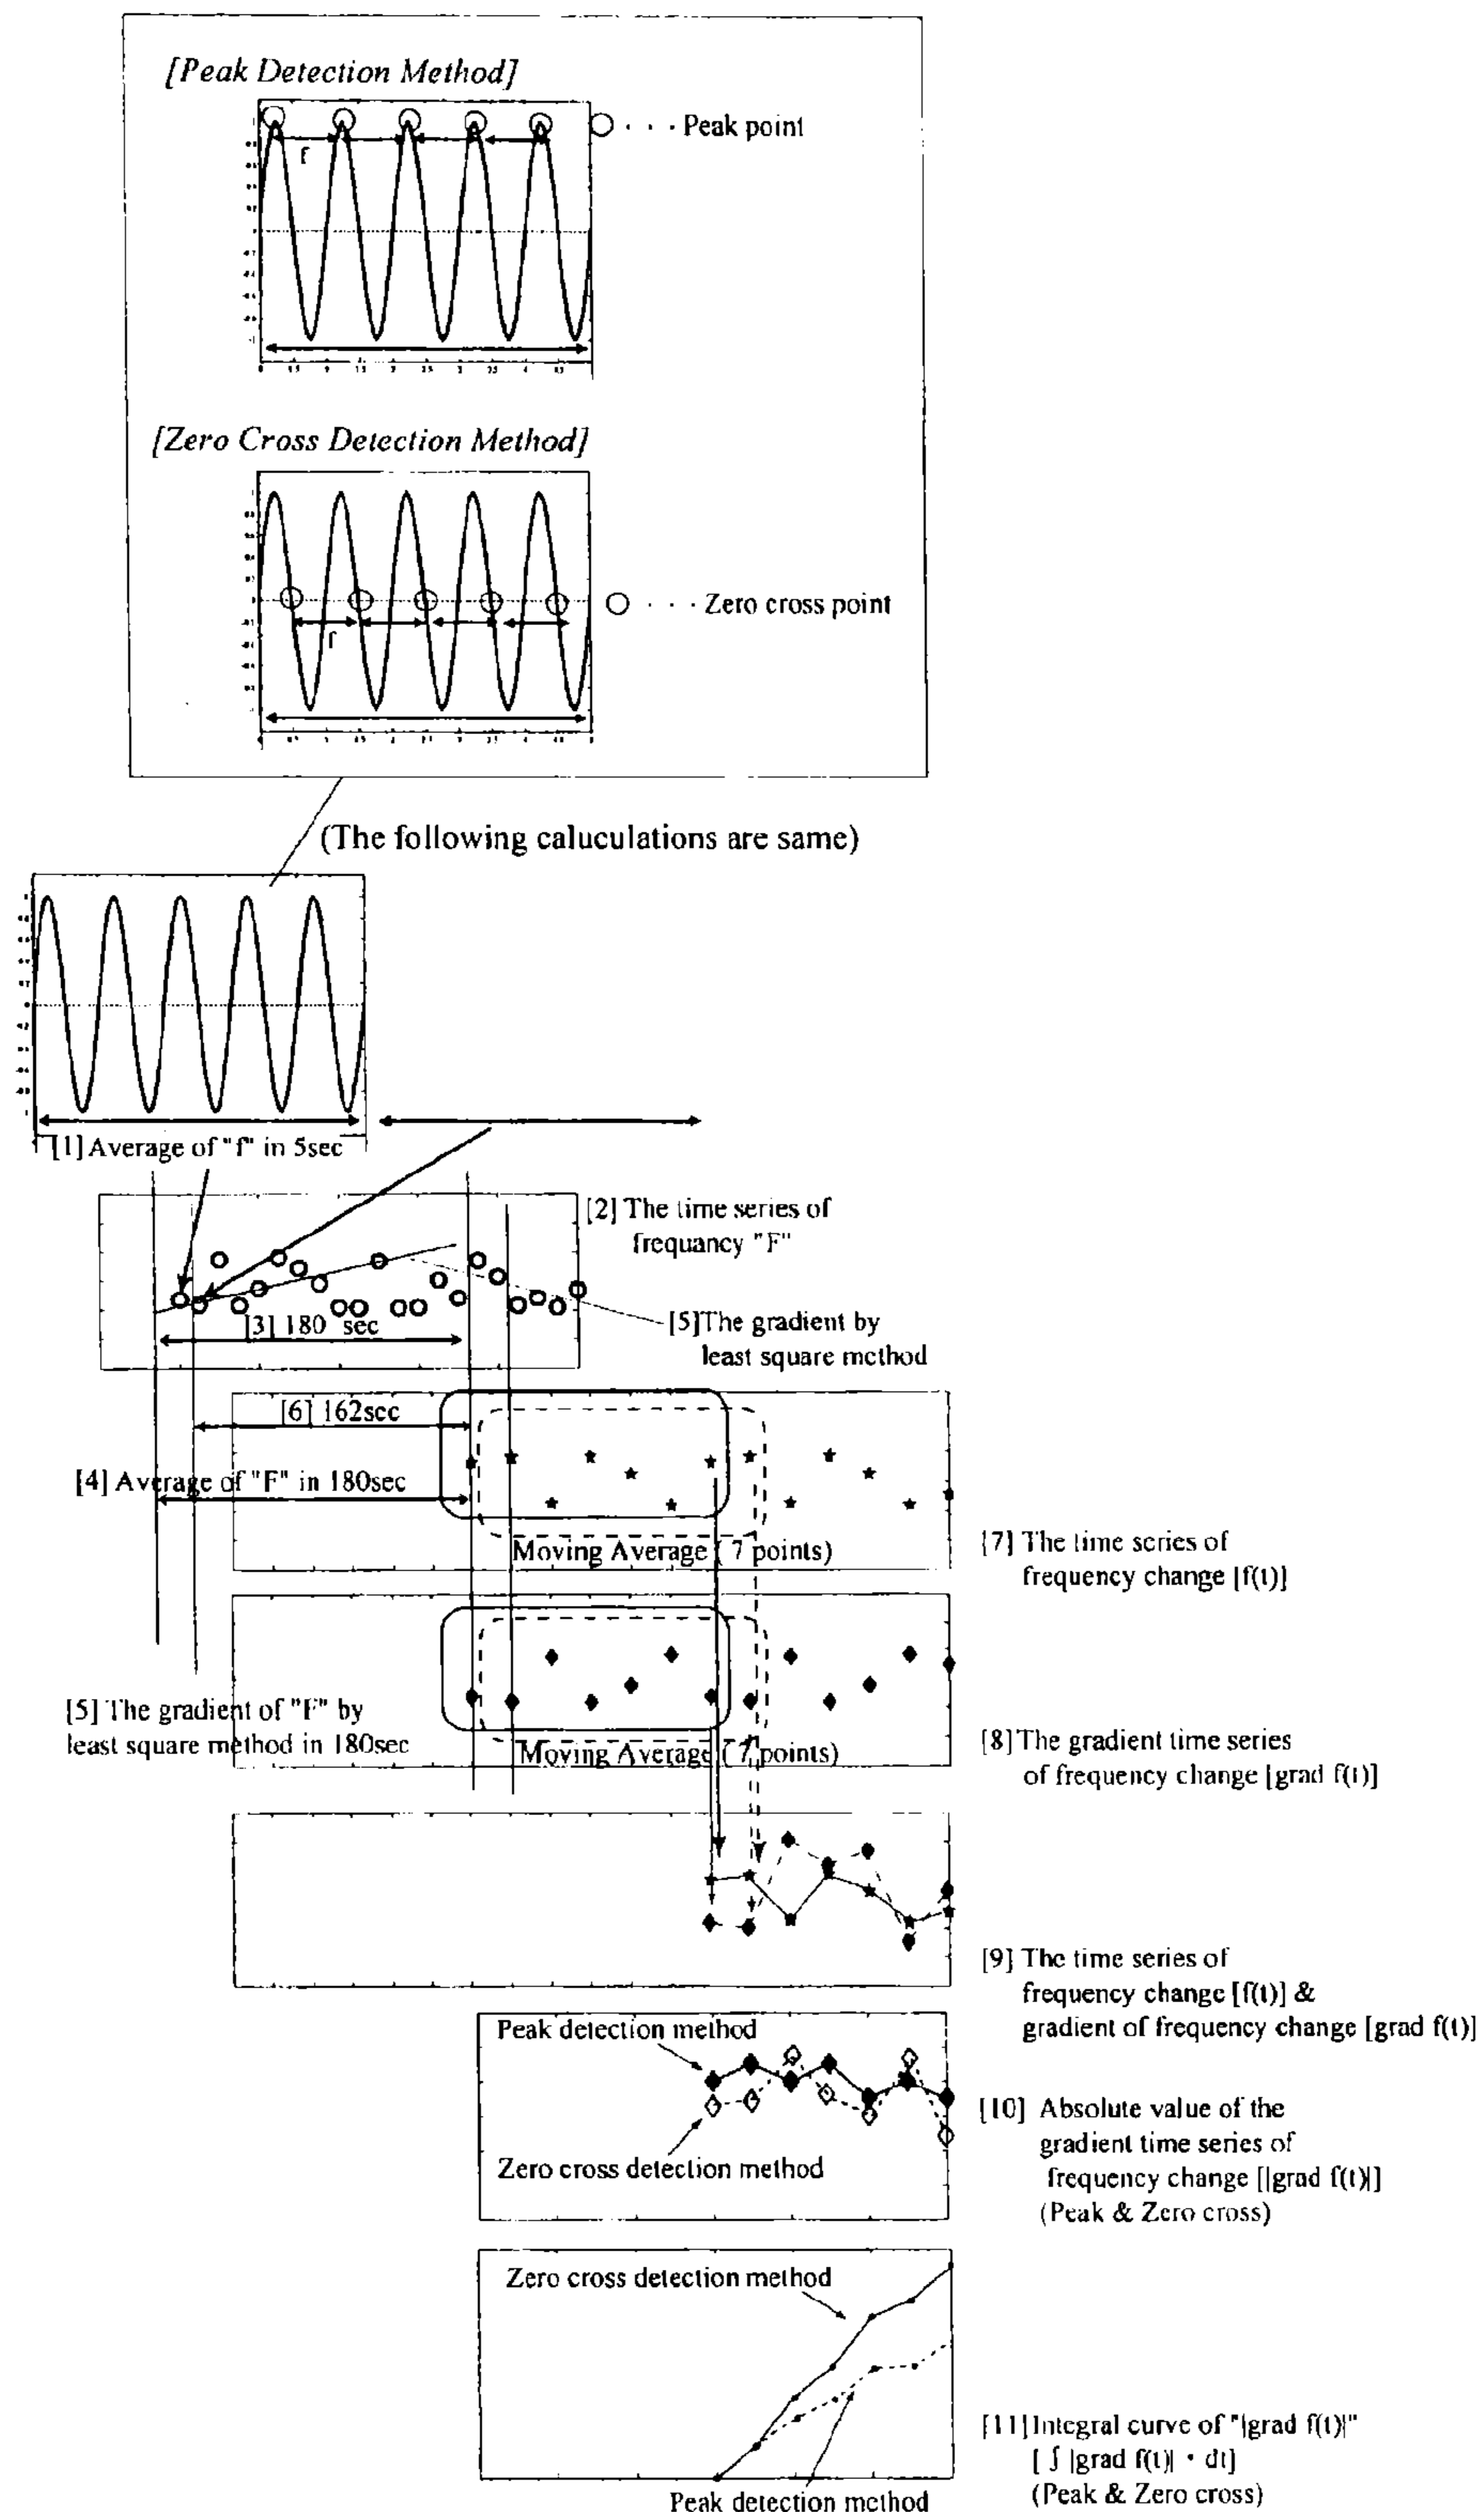 [Peak Detection Method]
f
· · · Peak point
[Zero Cross Detection Method]
f
· · · Zero cross point
(The following caluculations are same)
[1] Average of "f" in 5sec
[2] The time series of
frequancy "F"
[3] 180 sec
[5]The gradient by
least square method
[6] 162sec
[4] Average of "F" in 180sec
Moving Average ( 7 points)
[7] The time series of
frequency change [f(t)]
[5] The gradient of "F" by
least square method in 180sec
Moving Average ( 7 points)
[8]The gradient time series
of frequency change [grad f(t)]
[9] The time series of
frequency change [f(t)] &
gradient of frequency change [grad f(t)]
Peak detection method
Zero cross detection method
[10] Absolute value of the
gradient time series of
frequency change [|grad f(t)|]
(Peak & Zero cross)
Zero cross detection method
Peak detection method
[11]Integral curve of "|grad f(t)|"
[ ∫ |grad f(t)| · dt]
(Peak & Zero cross)